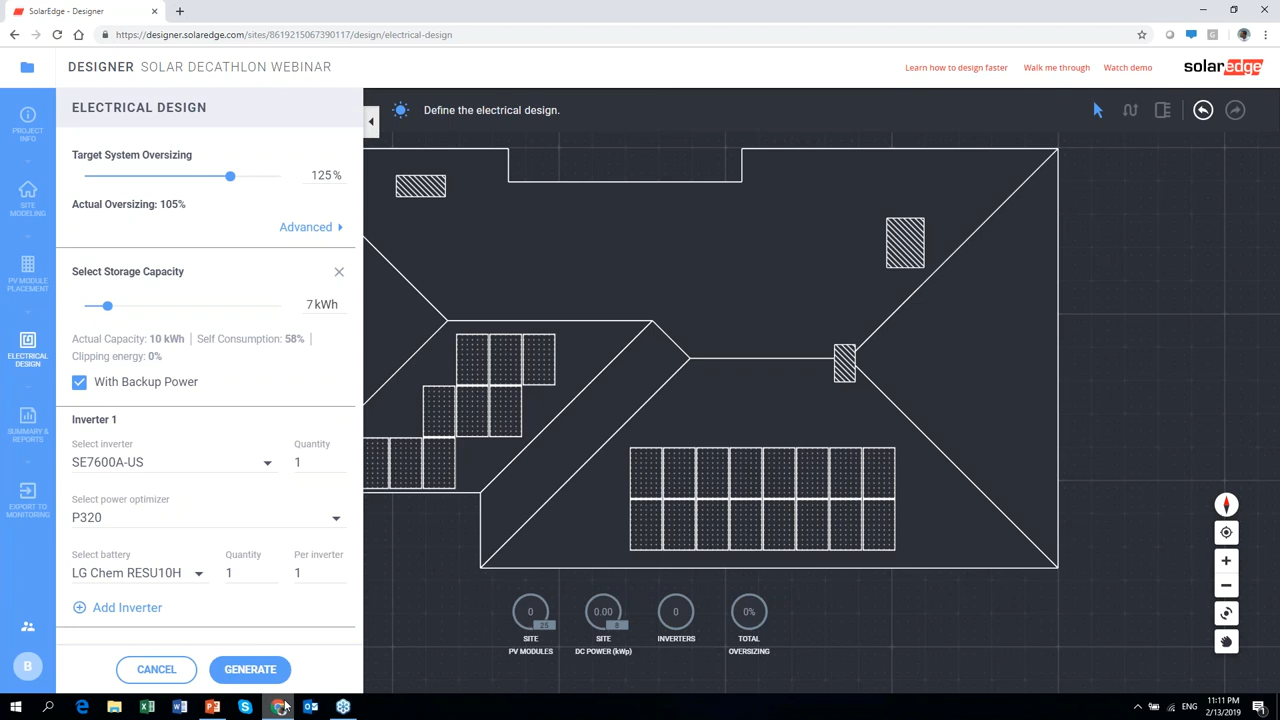 SolarEdge - Designer
https://designer.solaredge.com/sites/8619215067390117/design/electrical-design
DESIGNER SOLAR DECATHLON WEBINAR
Learn how to design faster
Walk me through
Watch demo
solaredge
PROJECT
INFO
SITE
MODELING
PV MODULE
PLACEMENT
ELECTRICAL
DESIGN
SUMMARY &
REPORTS
EXPORT TO
MONITORING
B
ELECTRICAL DESIGN
Target System Oversizing
125 %
Actual Oversizing: 105%
Advanced
Select Storage Capacity
7 kWh
Actual Capacity: 10 kWh | Self Consumption: 58% |
Clipping energy: 0%
With Backup Power
Inverter 1
Select inverter Quantity
SE7600A-US 1
Select power optimizer
P320
Select battery Quantity Per inverter
LG Chem RESU10H 1 1
Add Inverter
CANCEL GENERATE
Define the electrical design.
0 0.00 0 0%
25 8
SITE SITE INVERTERS TOTAL
PV MODULES DC POWER (kWp) OVERSIZING
ENG
11:11 PM
2/13/2019
1